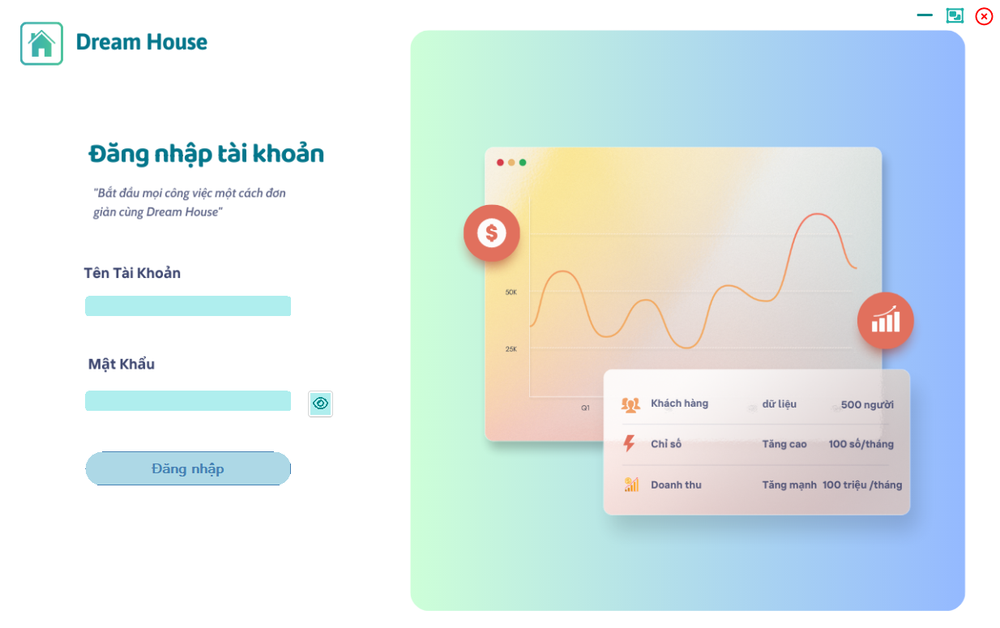 Dream House
Đăng nhập tài khoản
"Bắt đầu mọi công việc một cách đơn
giản cùng Dream House"
Tên Tài Khoản
Mật Khẩu
Đăng nhập
$
50K
25K
Q1
Khách hàng dữ liệu 500 người
Chỉ số Tăng cao 100 số/tháng
Doanh thu Tăng mạnh 100 triệu /tháng